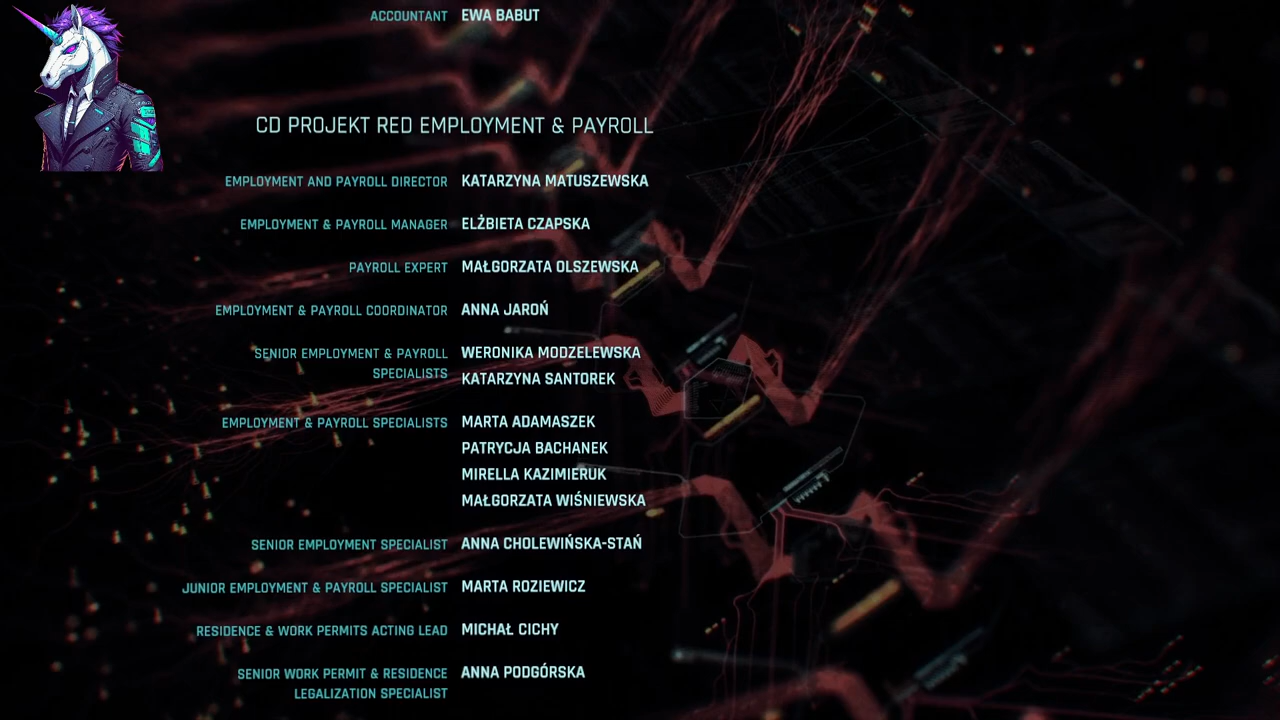 ACCOUNTANT EWA BABUT
CD PROJEKT RED EMPLOYMENT & PAYROLL
EMPLOYMENT AND PAYROLL DIRECTOR KATARZYNA MATUSZEWSKA
EMPLOYMENT & PAYROLL MANAGER ELŻBIETA CZAPSKA
PAYROLL EXPERT MAŁGORZATA OLSZEWSKA
EMPLOYMENT & PAYROLL COORDINATOR ANNA JAROŃ
SENIOR EMPLOYMENT & PAYROLL WERONIKA MODZELEWSKA
SPECIALISTS KATARZYNA SANTOREK
EMPLOYMENT & PAYROLL SPECIALISTS MARTA ADAMASZEK
PATRYCJA BACHANEK
MIRELLA KAZIMIERUK
MAŁGORZATA WIŚNIEWSKA
SENIOR EMPLOYMENT SPECIALIST ANNA CHOLEWIŃSKA-STAŃ
JUNIOR EMPLOYMENT & PAYROLL SPECIALIST MARTA ROZIEWICZ
RESIDENCE & WORK PERMITS ACTING LEAD MICHAŁ CICHY
SENIOR WORK PERMIT & RESIDENCE ANNA PODGÓRSKA
LEGALIZATION SPECIALIST